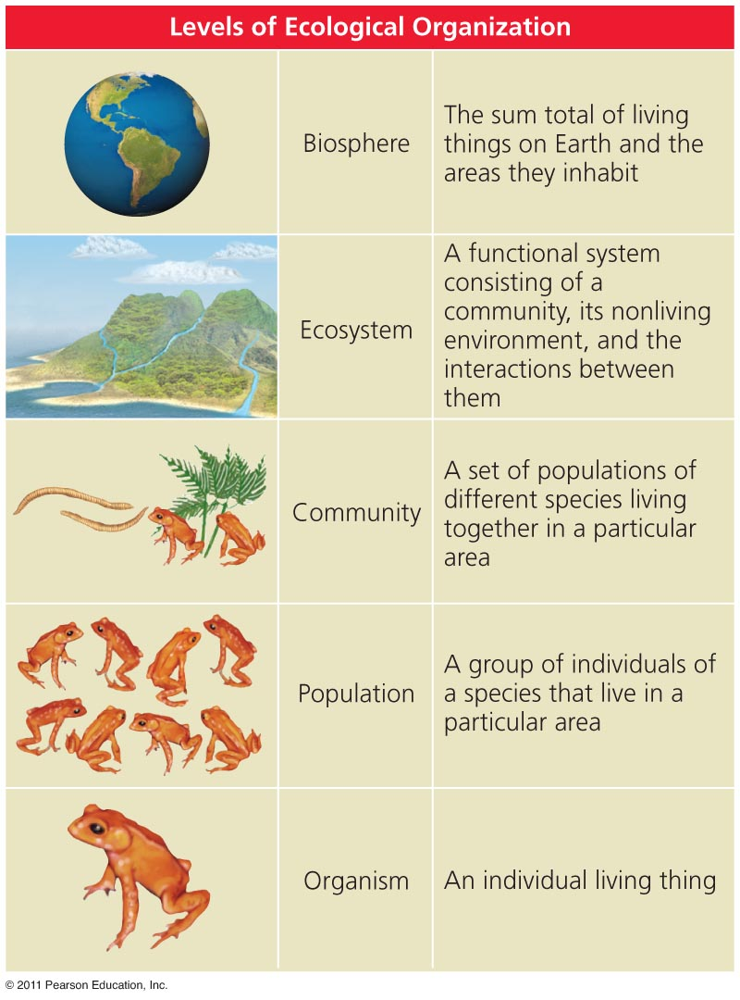 Levels of Ecological Organization
Biosphere
The sum total of living
things on Earth and the
areas they inhabit
Ecosystem
A functional system
consisting of a
community, its nonliving
environment, and the
interactions between
them
Community
A set of populations of
different species living
together in a particular
area
Population
A group of individuals of
a species that live in a
particular area
Organism
An individual living thing
© 2011 Pearson Education, Inc.